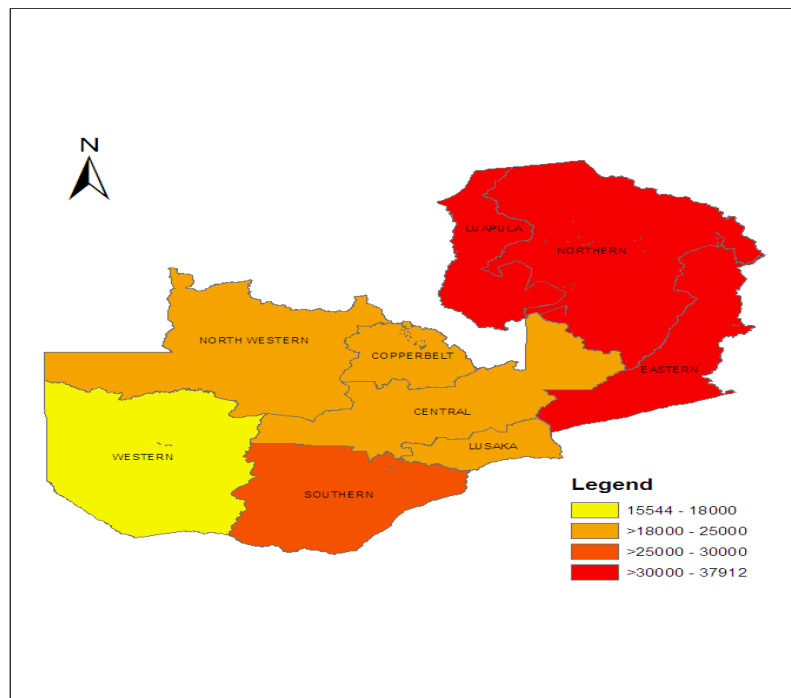 N
LUAPULA
NORTHERN
NORTH WESTERN
COPPERBELT
EASTERN
CENTRAL
LUSAKA
WESTERN
SOUTHERN
Legend
15544 - 18000
>18000 - 25000
>25000 - 30000
>30000 - 37912